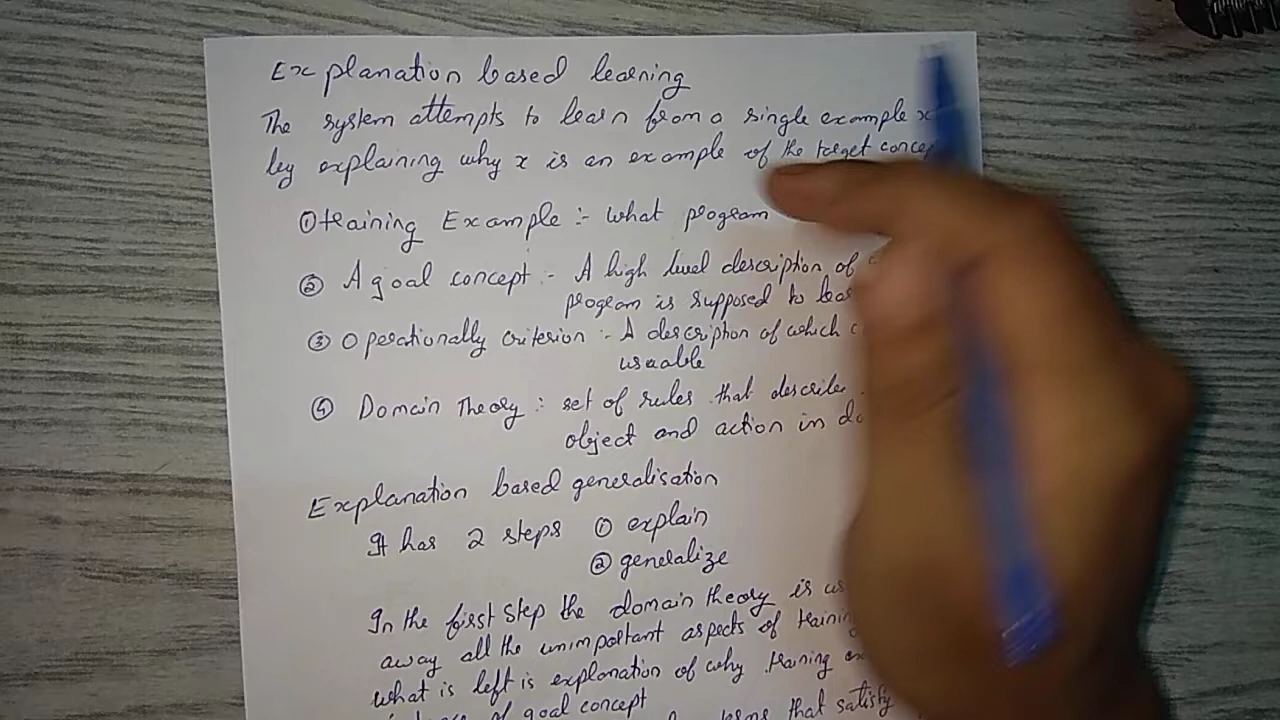 Explanation based learning
The system attempts to learn from a single example x
by explaining why x is an example of the target
① training Example :- what program
② A goal concept :- A high level description of
program is supposed to
③ Operationally criterion :- A description of which
usuable
④ Domain Theory : set of rules that describe
object and action in
Explanation based generalisation
It has 2 steps ① explain
② generalize
In the first step the domain theory is
away all the unimportant aspects of
what is left is explanation of why training
of goal concept
that satisfy